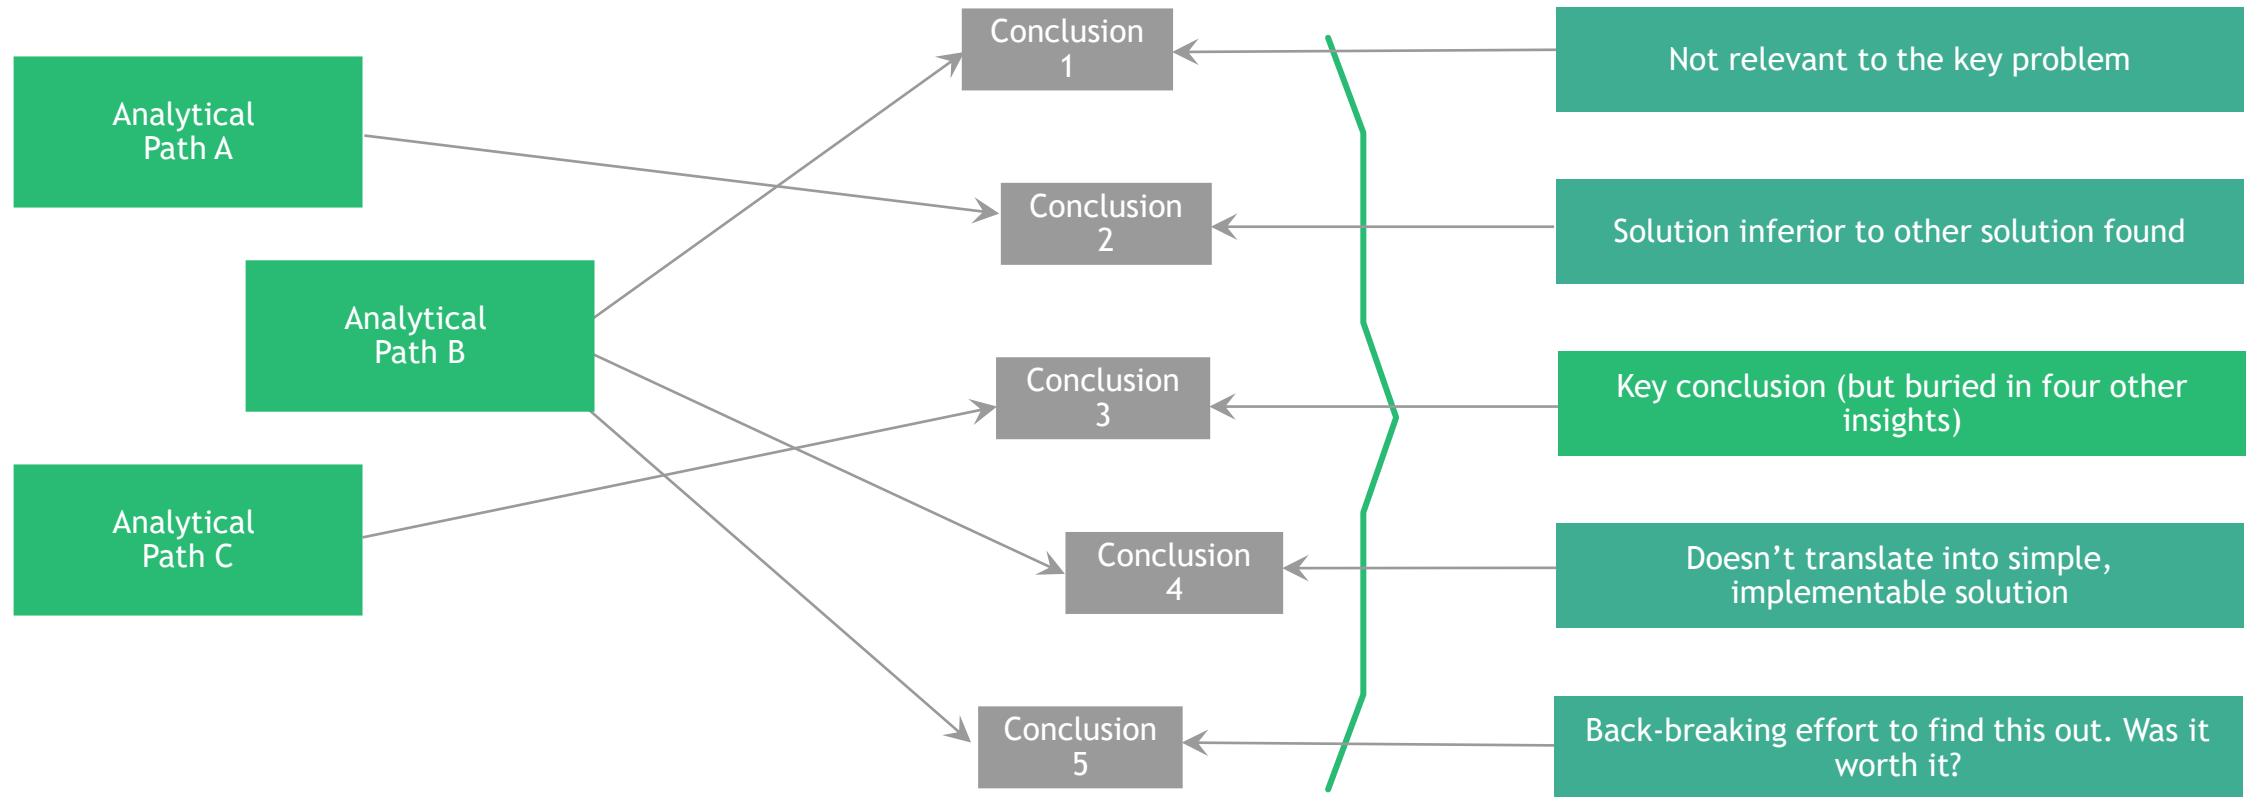 Analytical
Path A
Analytical
Path B
Analytical
Path C
Conclusion
1
Conclusion
2
Conclusion
3
Conclusion
4
Conclusion
5
Not relevant to the key problem
Solution inferior to other solution found
Key conclusion (but buried in four other
insights)
Doesn’t translate into simple,
implementable solution
Back-breaking effort to find this out. Was it
worth it?